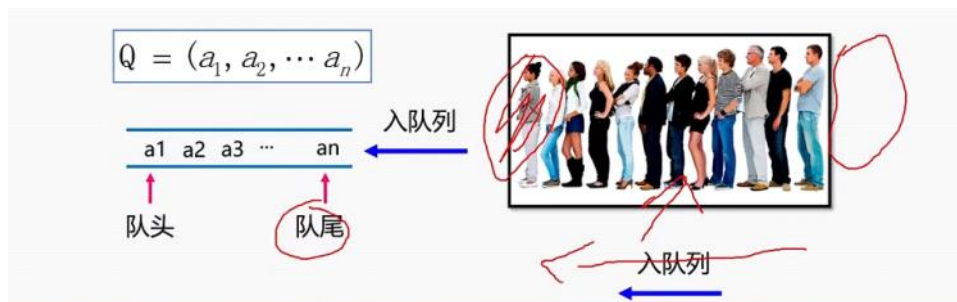 Q = (a₁, a₂, ⋯ aₙ)
入队列
a1 a2 a3 ⋯ an
队头 队尾
入队列